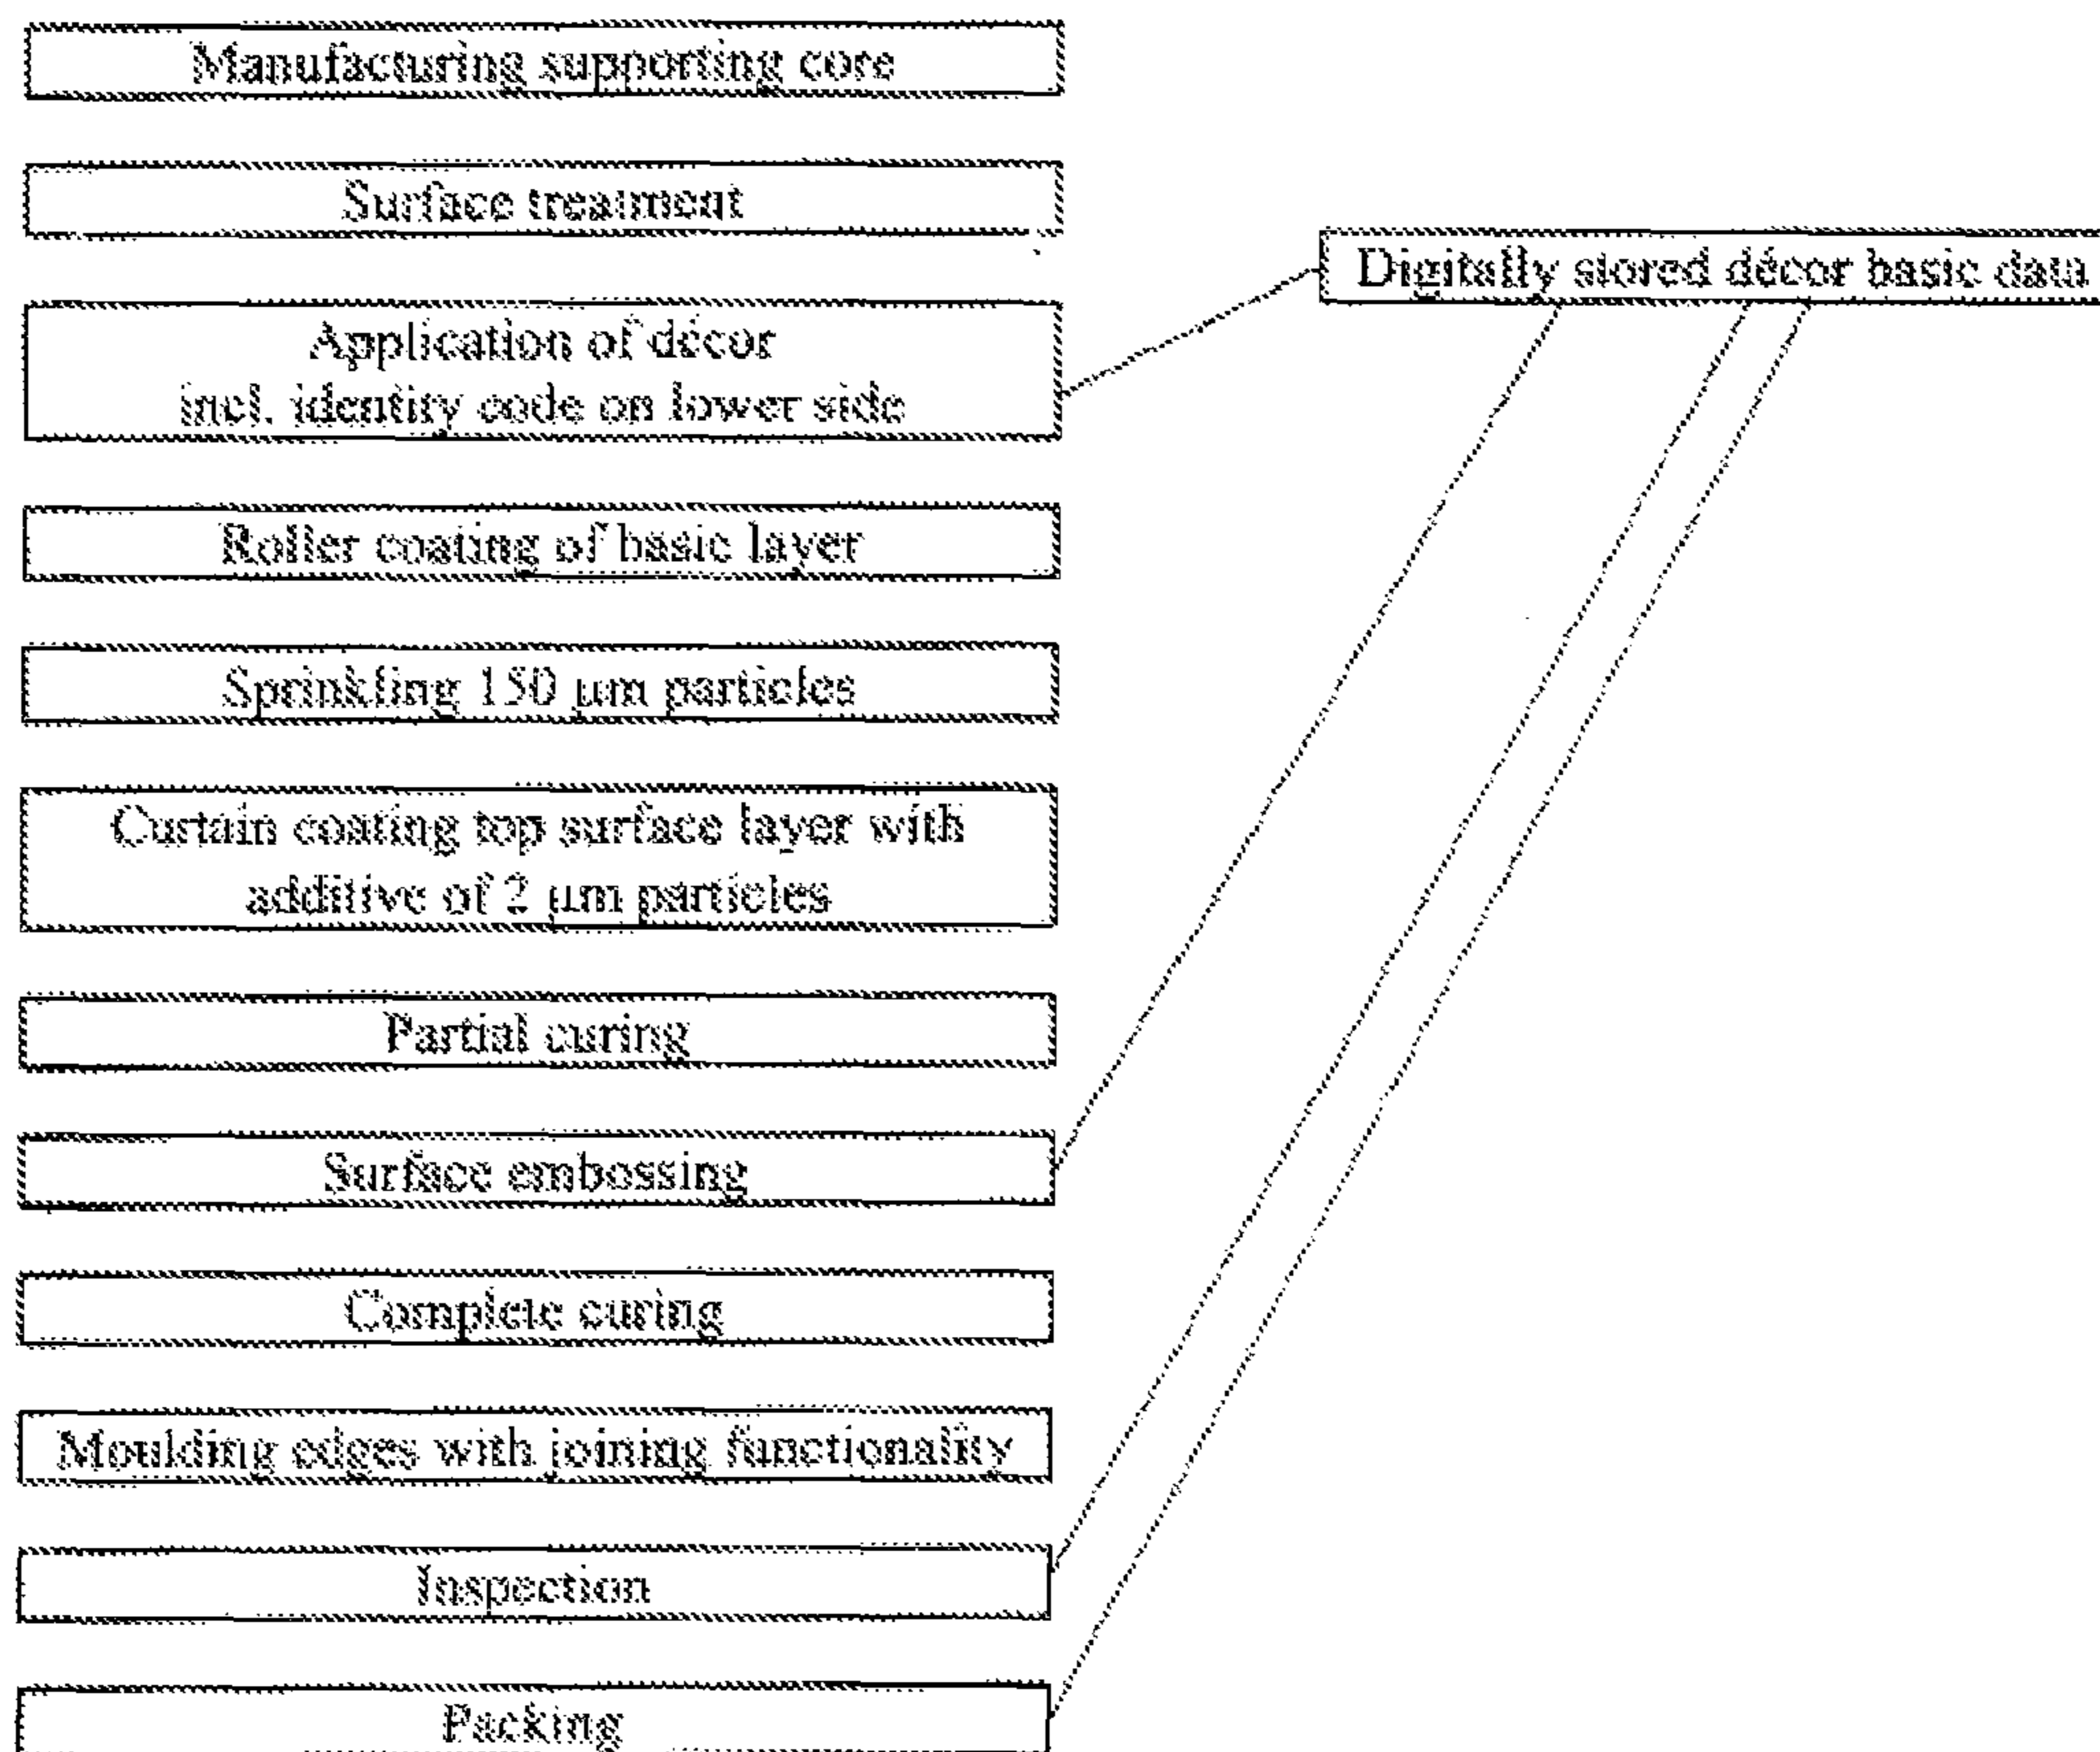 Manufacturing supporting core
Surface treatment
Digitally stored décor basic data
Application of décor
incl. identity code on lower side
Roller coating of basic layer
Sprinkling 150 µm particles
Curtain coating top surface layer with
additive of 2 µm particles
Partial curing
Surface embossing
Complete curing
Moulding edges with joining functionality
Inspection
Packing